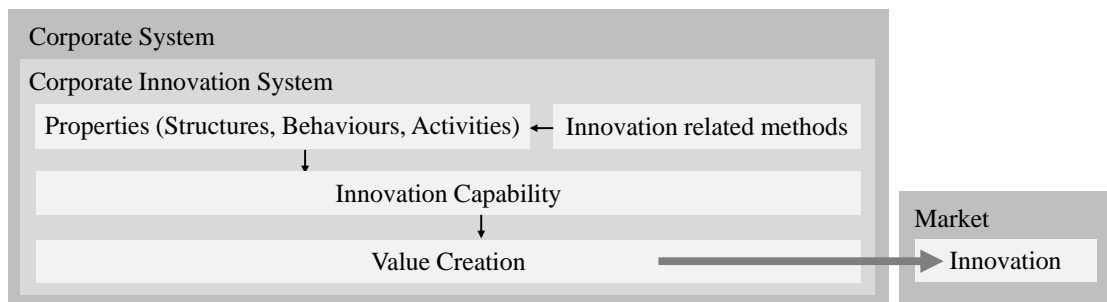 Corporate System
Corporate Innovation System
Properties (Structures, Behaviours, Activities)
Innovation related methods
Innovation Capability
Value Creation
Market
Innovation